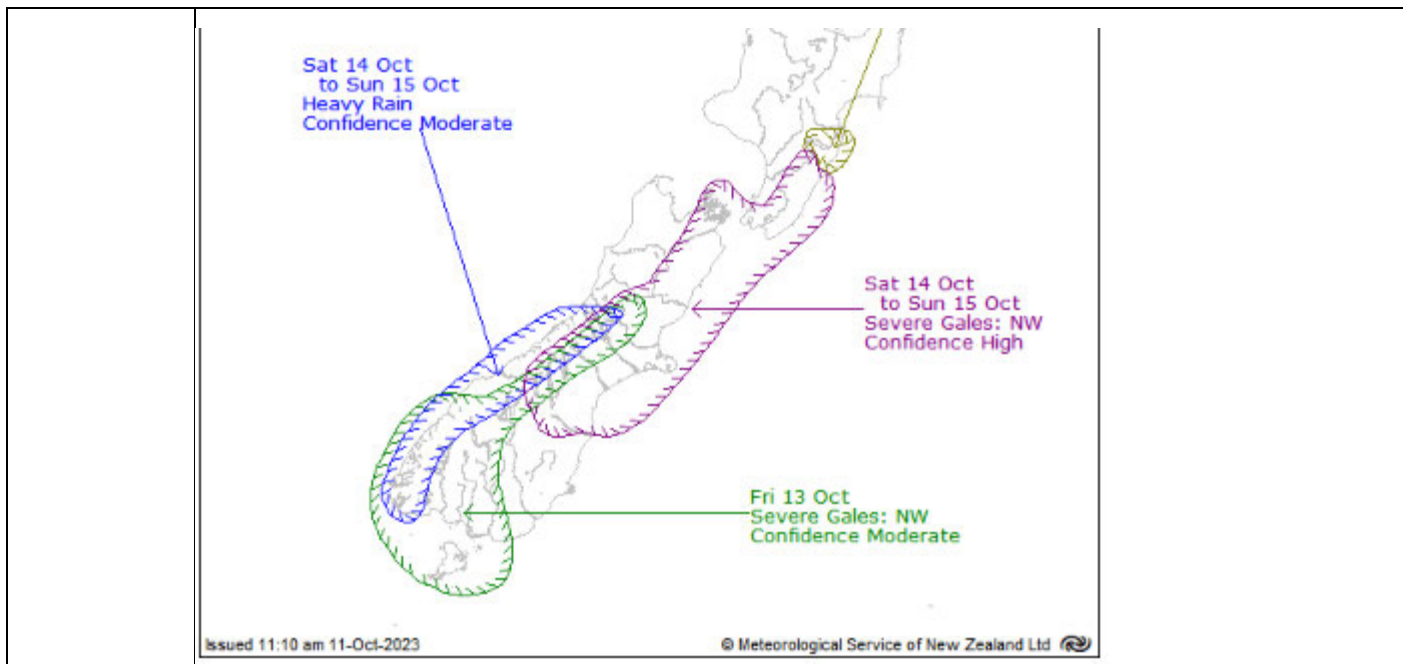 Sat 14 Oct
to Sun 15 Oct
Heavy Rain
Confidence Moderate
Sat 14 Oct
to Sun 15 Oct
Severe Gales: NW
Confidence High
Fri 13 Oct
Severe Gales: NW
Confidence Moderate
Issued 11:10 am 11-Oct-2023
© Meteorological Service of New Zealand Ltd